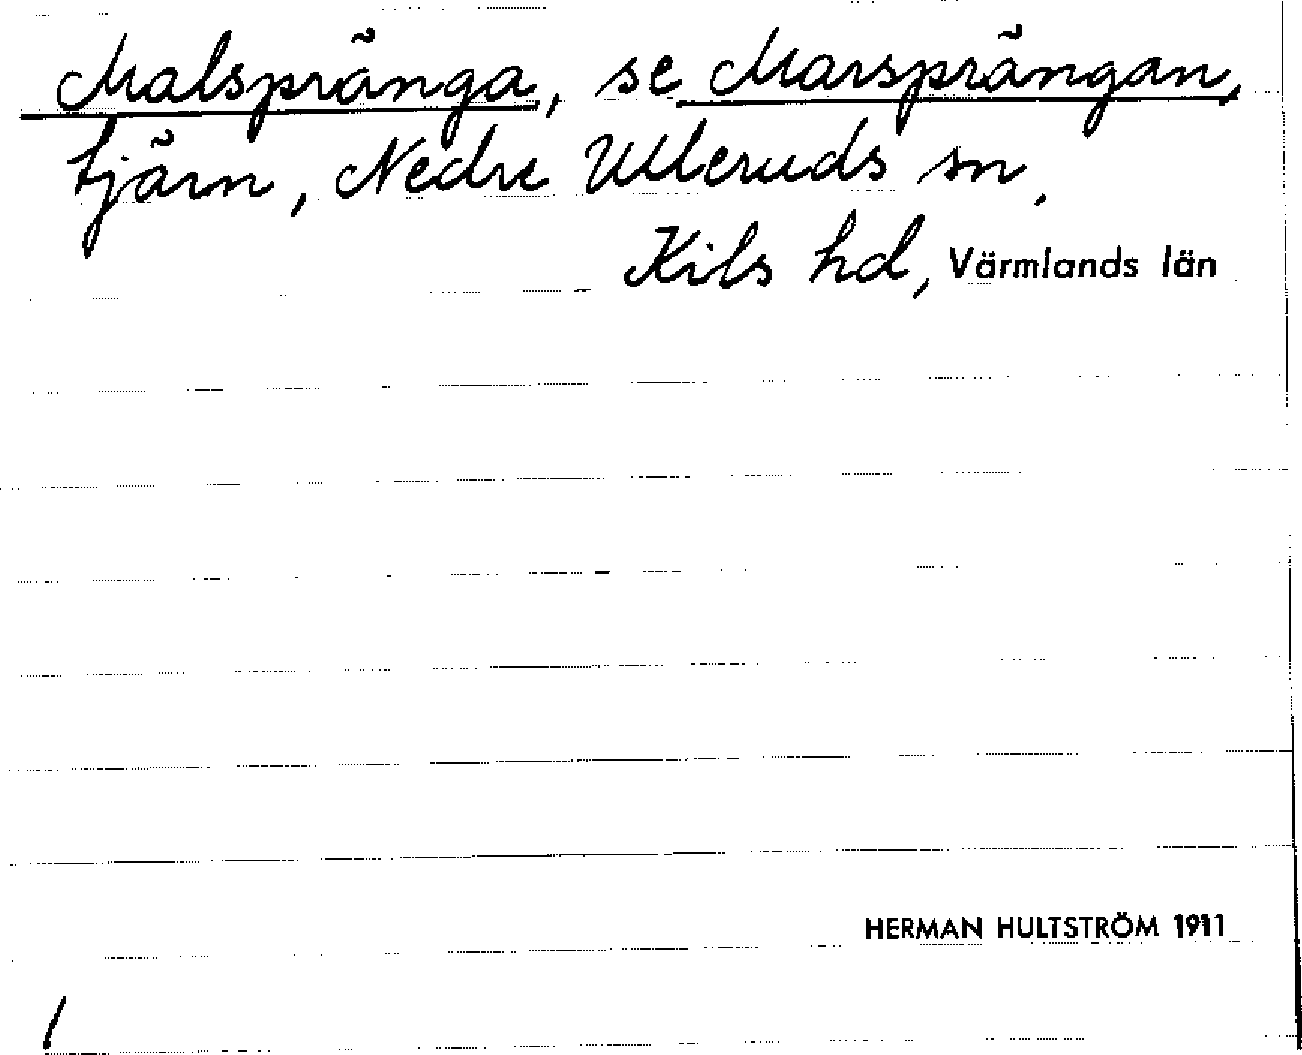 Malspränga, se Marsprängan,
tjärn, Nedre Ulleruds sn,
Kils hd, Värmlands län
HERMAN HULTSTRÖM 1911
/